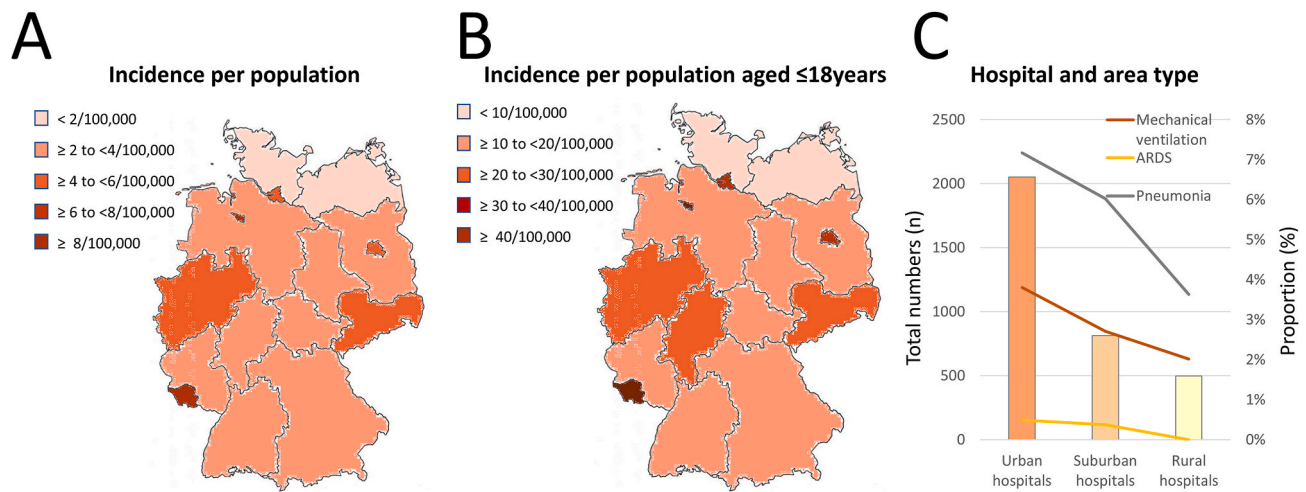 A
Incidence per population
< 2/100,000
≥ 2 to <4/100,000
≥ 4 to <6/100,000
≥ 6 to <8/100,000
≥ 8/100,000
B
Incidence per population aged ≤18years
< 10/100,000
≥ 10 to <20/100,000
≥ 20 to <30/100,000
≥ 30 to <40/100,000
≥ 40/100,000
C
Hospital and area type
Total numbers (n)
2500
2000
1500
1000
500
0
Mechanical
ventilation
ARDS
Pneumonia
8%
7%
6%
5%
4%
3%
2%
1%
0%
Proportion (%)
Urban
hospitals
Suburban
hospitals
Rural
hospitals